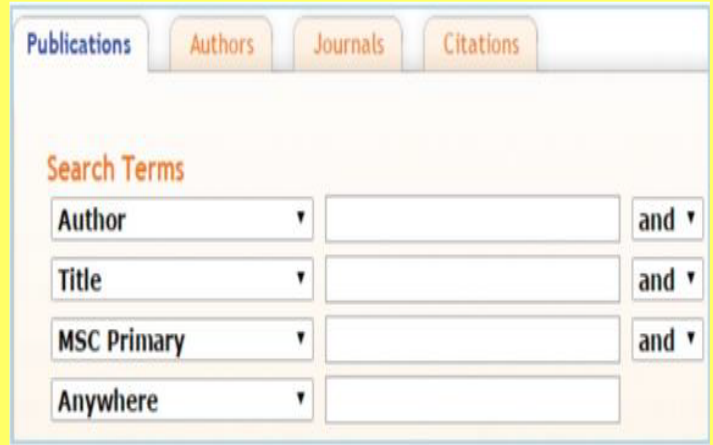 Publications Authors Journals Citations
Search Terms
Author and
Title and
MSC Primary and
Anywhere